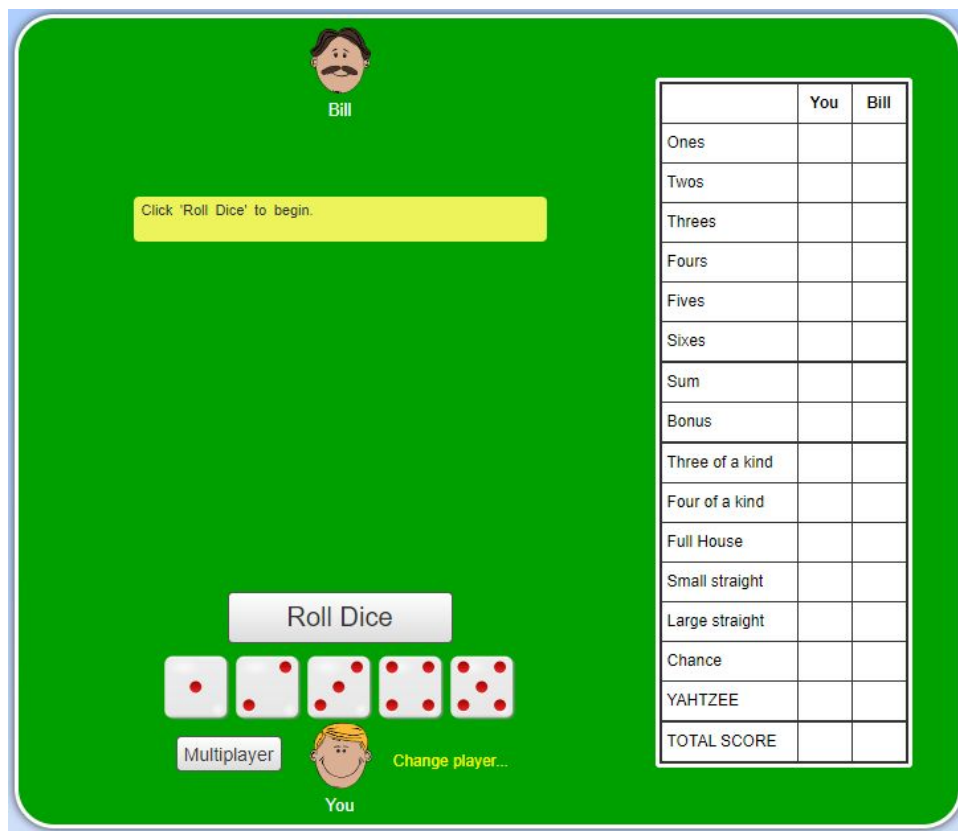 Bill
Click 'Roll Dice' to begin.
Roll Dice
Multiplayer
Change player...
You
You Bill
Ones
Twos
Threes
Fours
Fives
Sixes
Sum
Bonus
Three of a kind
Four of a kind
Full House
Small straight
Large straight
Chance
YAHTZEE
TOTAL SCORE